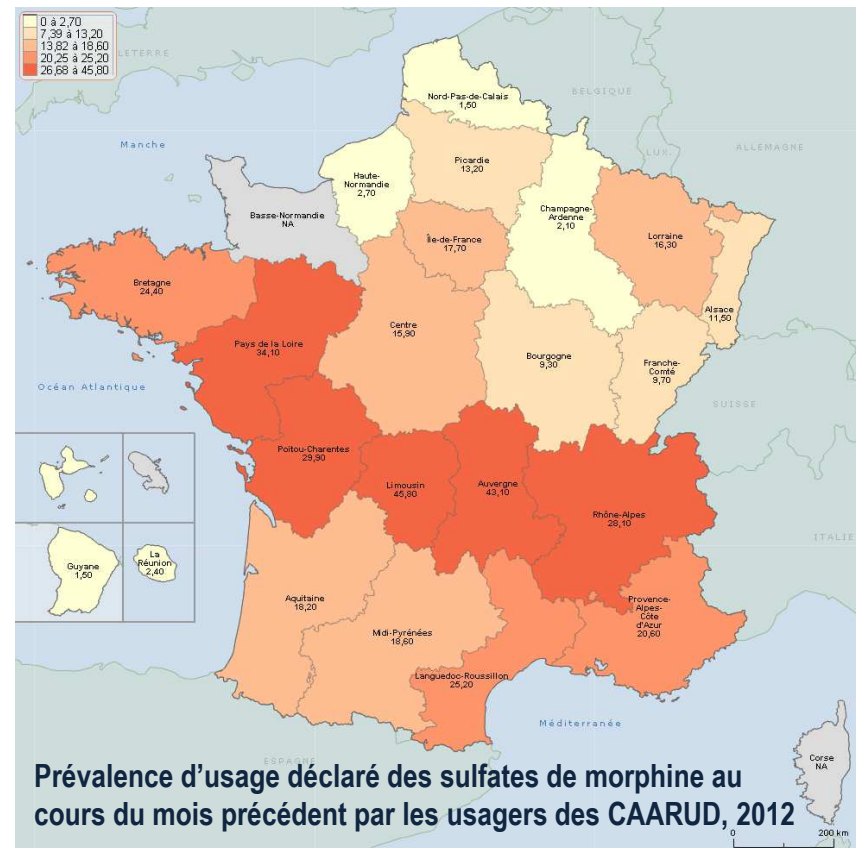 0 à 2,70
7,39 à 13,20
13,82 à 18,60
20,25 à 25,20
26,68 à 45,80
LETERRE
Nord-Pas-de-Calais
1,50
BELGIQUE
Manche
LUX.
ALLEMAGNE
Picardie
13,20
Haute-
Normandie
2,70
Basse-Normandie
NA
Champagne-
Ardenne
2,10
Île-de-France
17,70
Lorraine
16,30
Bretagne
24,40
Alsace
11,50
Centre
15,90
Pays de la Loire
34,10
Bourgogne
9,30
Franche-
Comté
9,70
Océan Atlantique
SUISSE
Poitou-Charentes
29,90
Limousin
45,80
Auvergne
43,10
Rhône-Alpes
28,10
ITALIE
Guyane
1,50
La
Réunion
2,40
Aquitaine
18,20
Provence-
Alpes-
Côte
d'Azur
20,60
Midi-Pyrénées
18,60
Languedoc-Roussillon
25,20
Méditerranée
ESPAGNE
Corse
NA
Prévalence d'usage déclaré des sulfates de morphine au
cours du mois précédent par les usagers des CAARUD, 2012
0 200 km